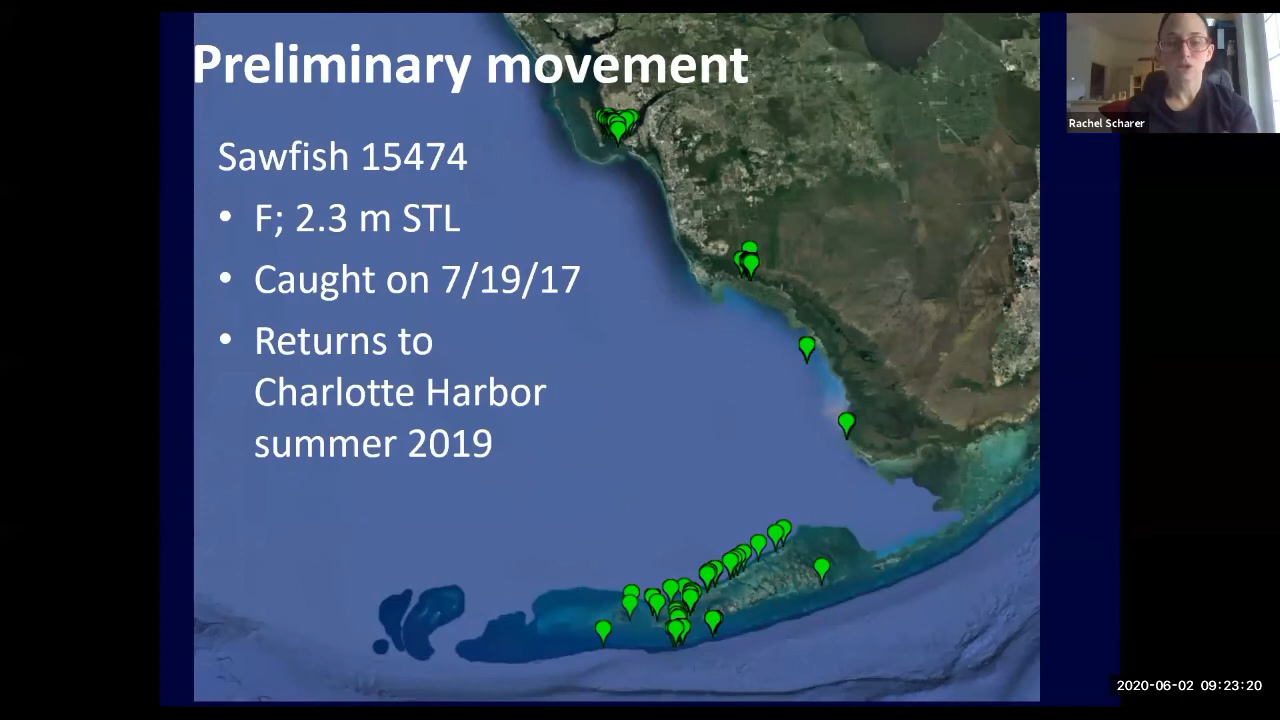 Preliminary movement
Sawfish 15474
• F; 2.3 m STL
• Caught on 7/19/17
• Returns to
Charlotte Harbor
summer 2019
Rachel Scharer
2020-06-02 09:23:20